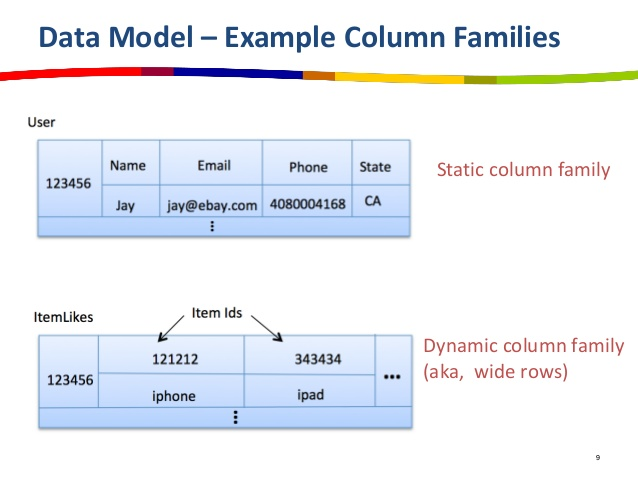 Data Model – Example Column Families
User
123456
Name Email Phone State
Jay jay@ebay.com 4080004168 CA
Static column family
ItemLikes
Item Ids
123456
121212 343434
iphone ipad
...
Dynamic column family
(aka, wide rows)
9